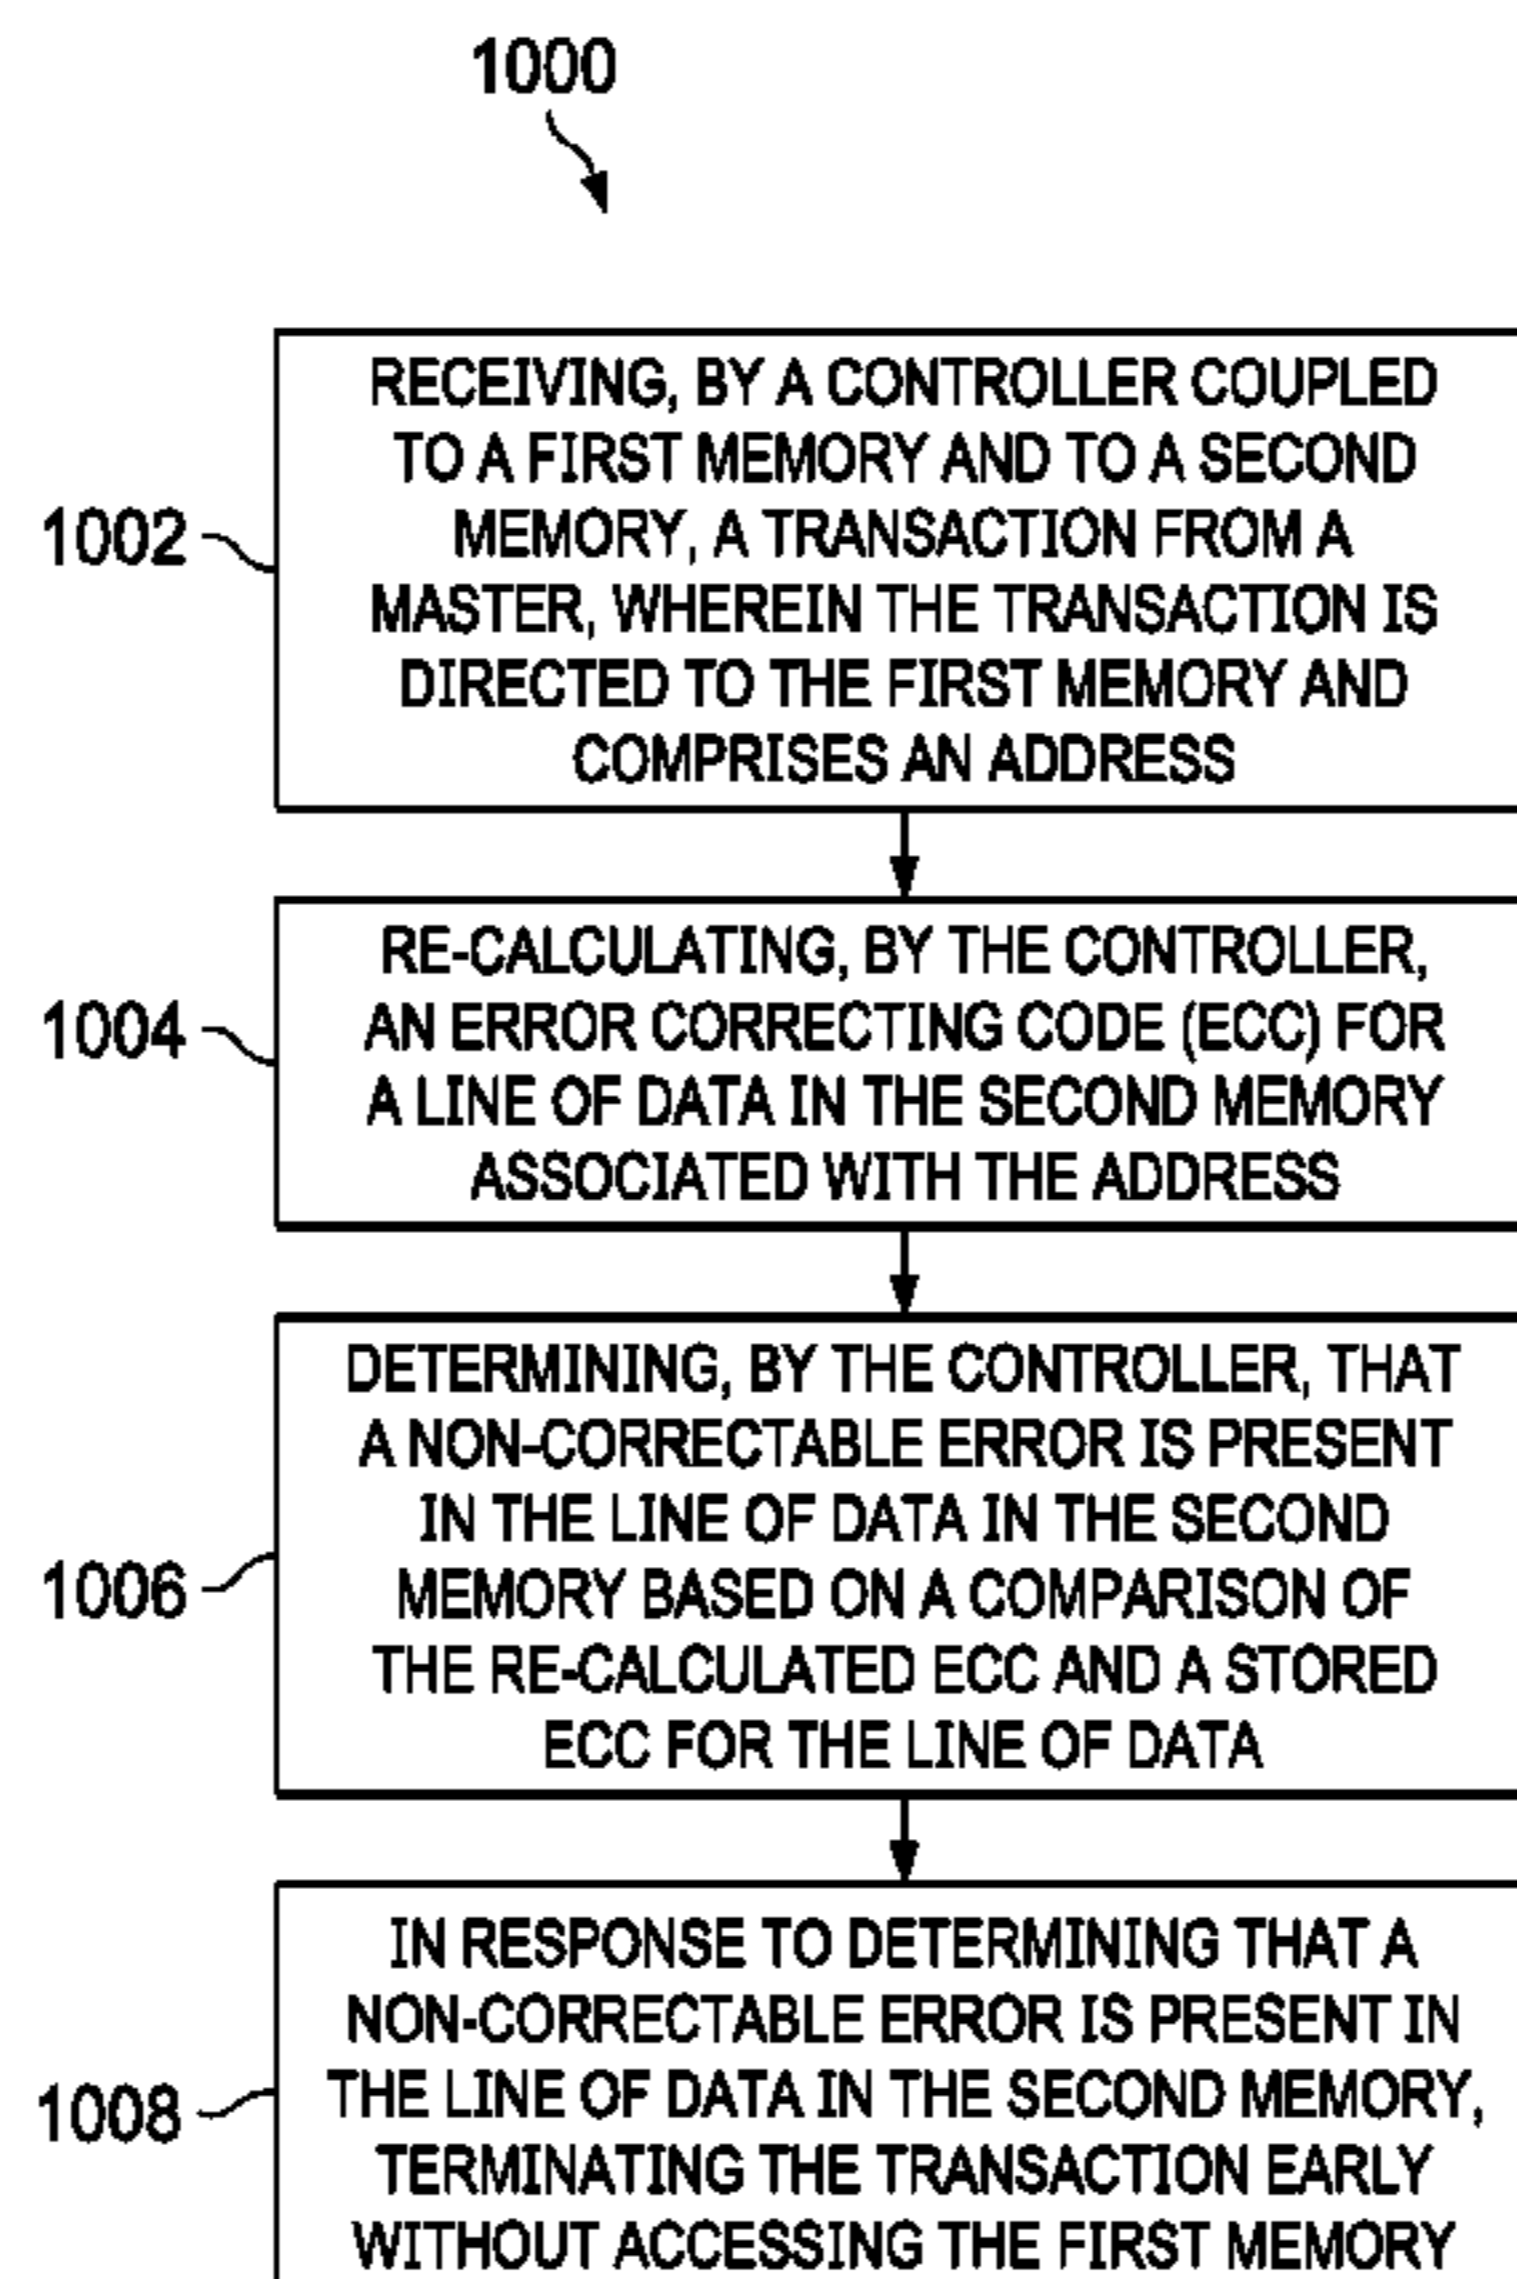 1000
1002
RECEIVING, BY A CONTROLLER COUPLED
TO A FIRST MEMORY AND TO A SECOND
MEMORY, A TRANSACTION FROM A
MASTER, WHEREIN THE TRANSACTION IS
DIRECTED TO THE FIRST MEMORY AND
COMPRISES AN ADDRESS
1004
RE-CALCULATING, BY THE CONTROLLER,
AN ERROR CORRECTING CODE (ECC) FOR
A LINE OF DATA IN THE SECOND MEMORY
ASSOCIATED WITH THE ADDRESS
1006
DETERMINING, BY THE CONTROLLER, THAT
A NON-CORRECTABLE ERROR IS PRESENT
IN THE LINE OF DATA IN THE SECOND
MEMORY BASED ON A COMPARISON OF
THE RE-CALCULATED ECC AND A STORED
ECC FOR THE LINE OF DATA
1008
IN RESPONSE TO DETERMINING THAT A
NON-CORRECTABLE ERROR IS PRESENT IN
THE LINE OF DATA IN THE SECOND MEMORY,
TERMINATING THE TRANSACTION EARLY
WITHOUT ACCESSING THE FIRST MEMORY